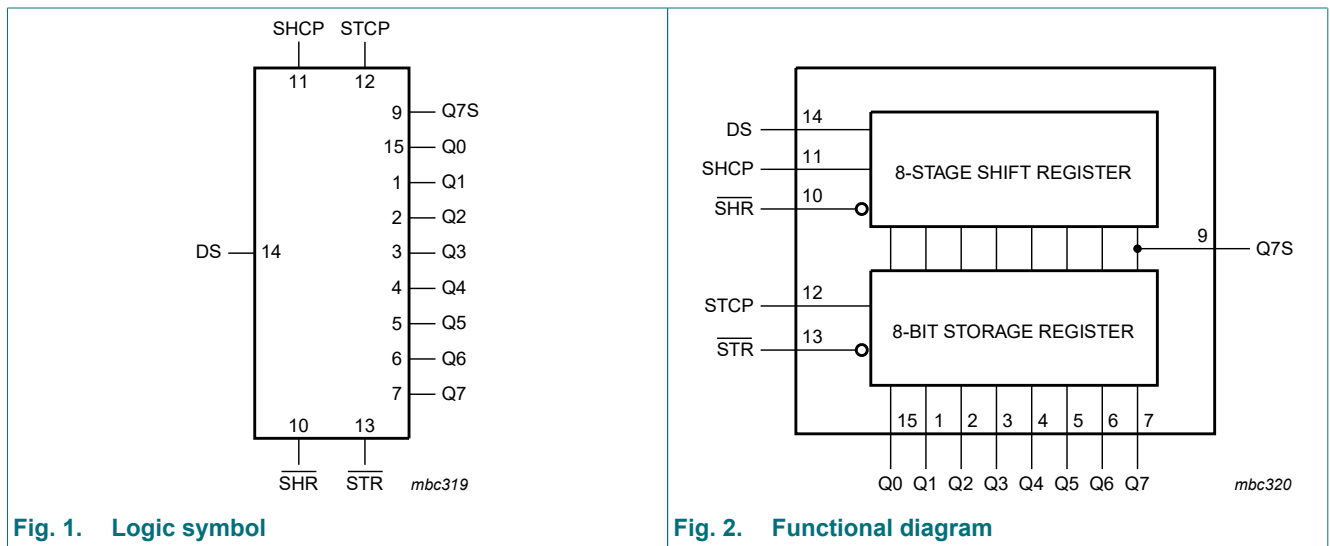 SHCP STCP
11 12
9 Q7S
15 Q0
1 Q1
2 Q2
DS 14 3 Q3
4 Q4
5 Q5
6 Q6
7 Q7
10 13
SHR STR mbc319
Fig. 1. Logic symbol
DS 14
SHCP 11 8-STAGE SHIFT REGISTER
SHR 10
9 Q7S
STCP 12
8-BIT STORAGE REGISTER
STR 13
15 1 2 3 4 5 6 7
Q0 Q1 Q2 Q3 Q4 Q5 Q6 Q7 mbc320
Fig. 2. Functional diagram